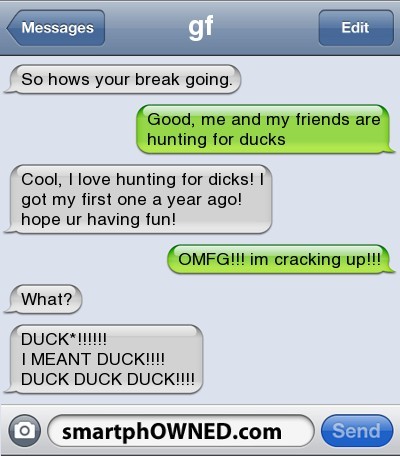 Messages
gf
Edit
So hows your break going.
Good, me and my friends are
hunting for ducks
Cool, I love hunting for dicks! I
got my first one a year ago!
hope ur having fun!
OMFG!!! im cracking up!!!
What?
DUCK*!!!!!!
I MEANT DUCK!!!!
DUCK DUCK DUCK!!!!
smartphOWNED.com
Send